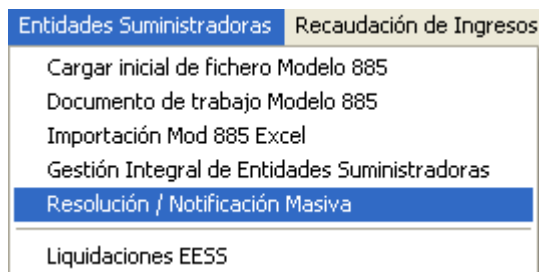 Entidades Suministradoras Recaudación de Ingresos
Cargar inicial de fichero Modelo 885
Documento de trabajo Modelo 885
Importación Mod 885 Excel
Gestión Integral de Entidades Suministradoras
Resolución / Notificación Masiva
Liquidaciones EESS